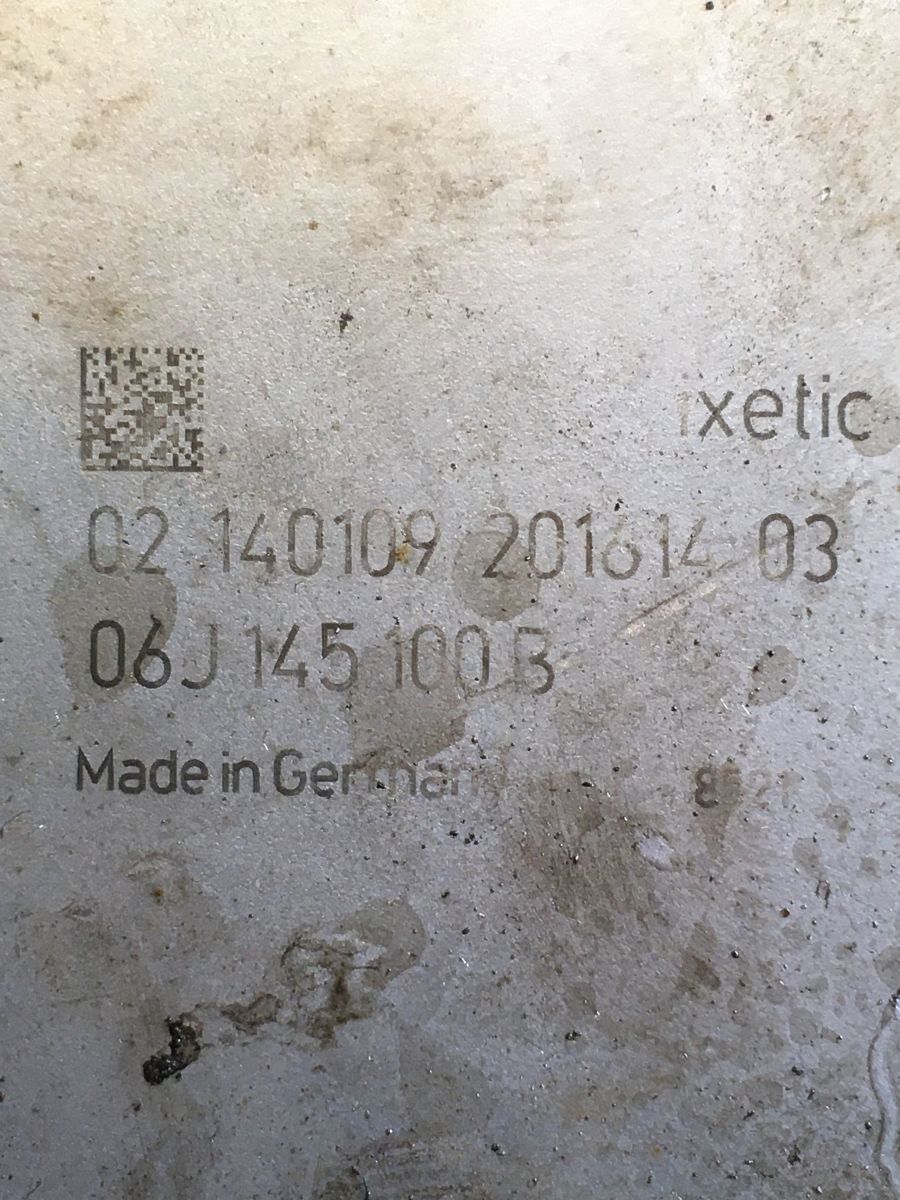 ixetic
02 140109 201614 03
06J 145 100 B
Made in Germany